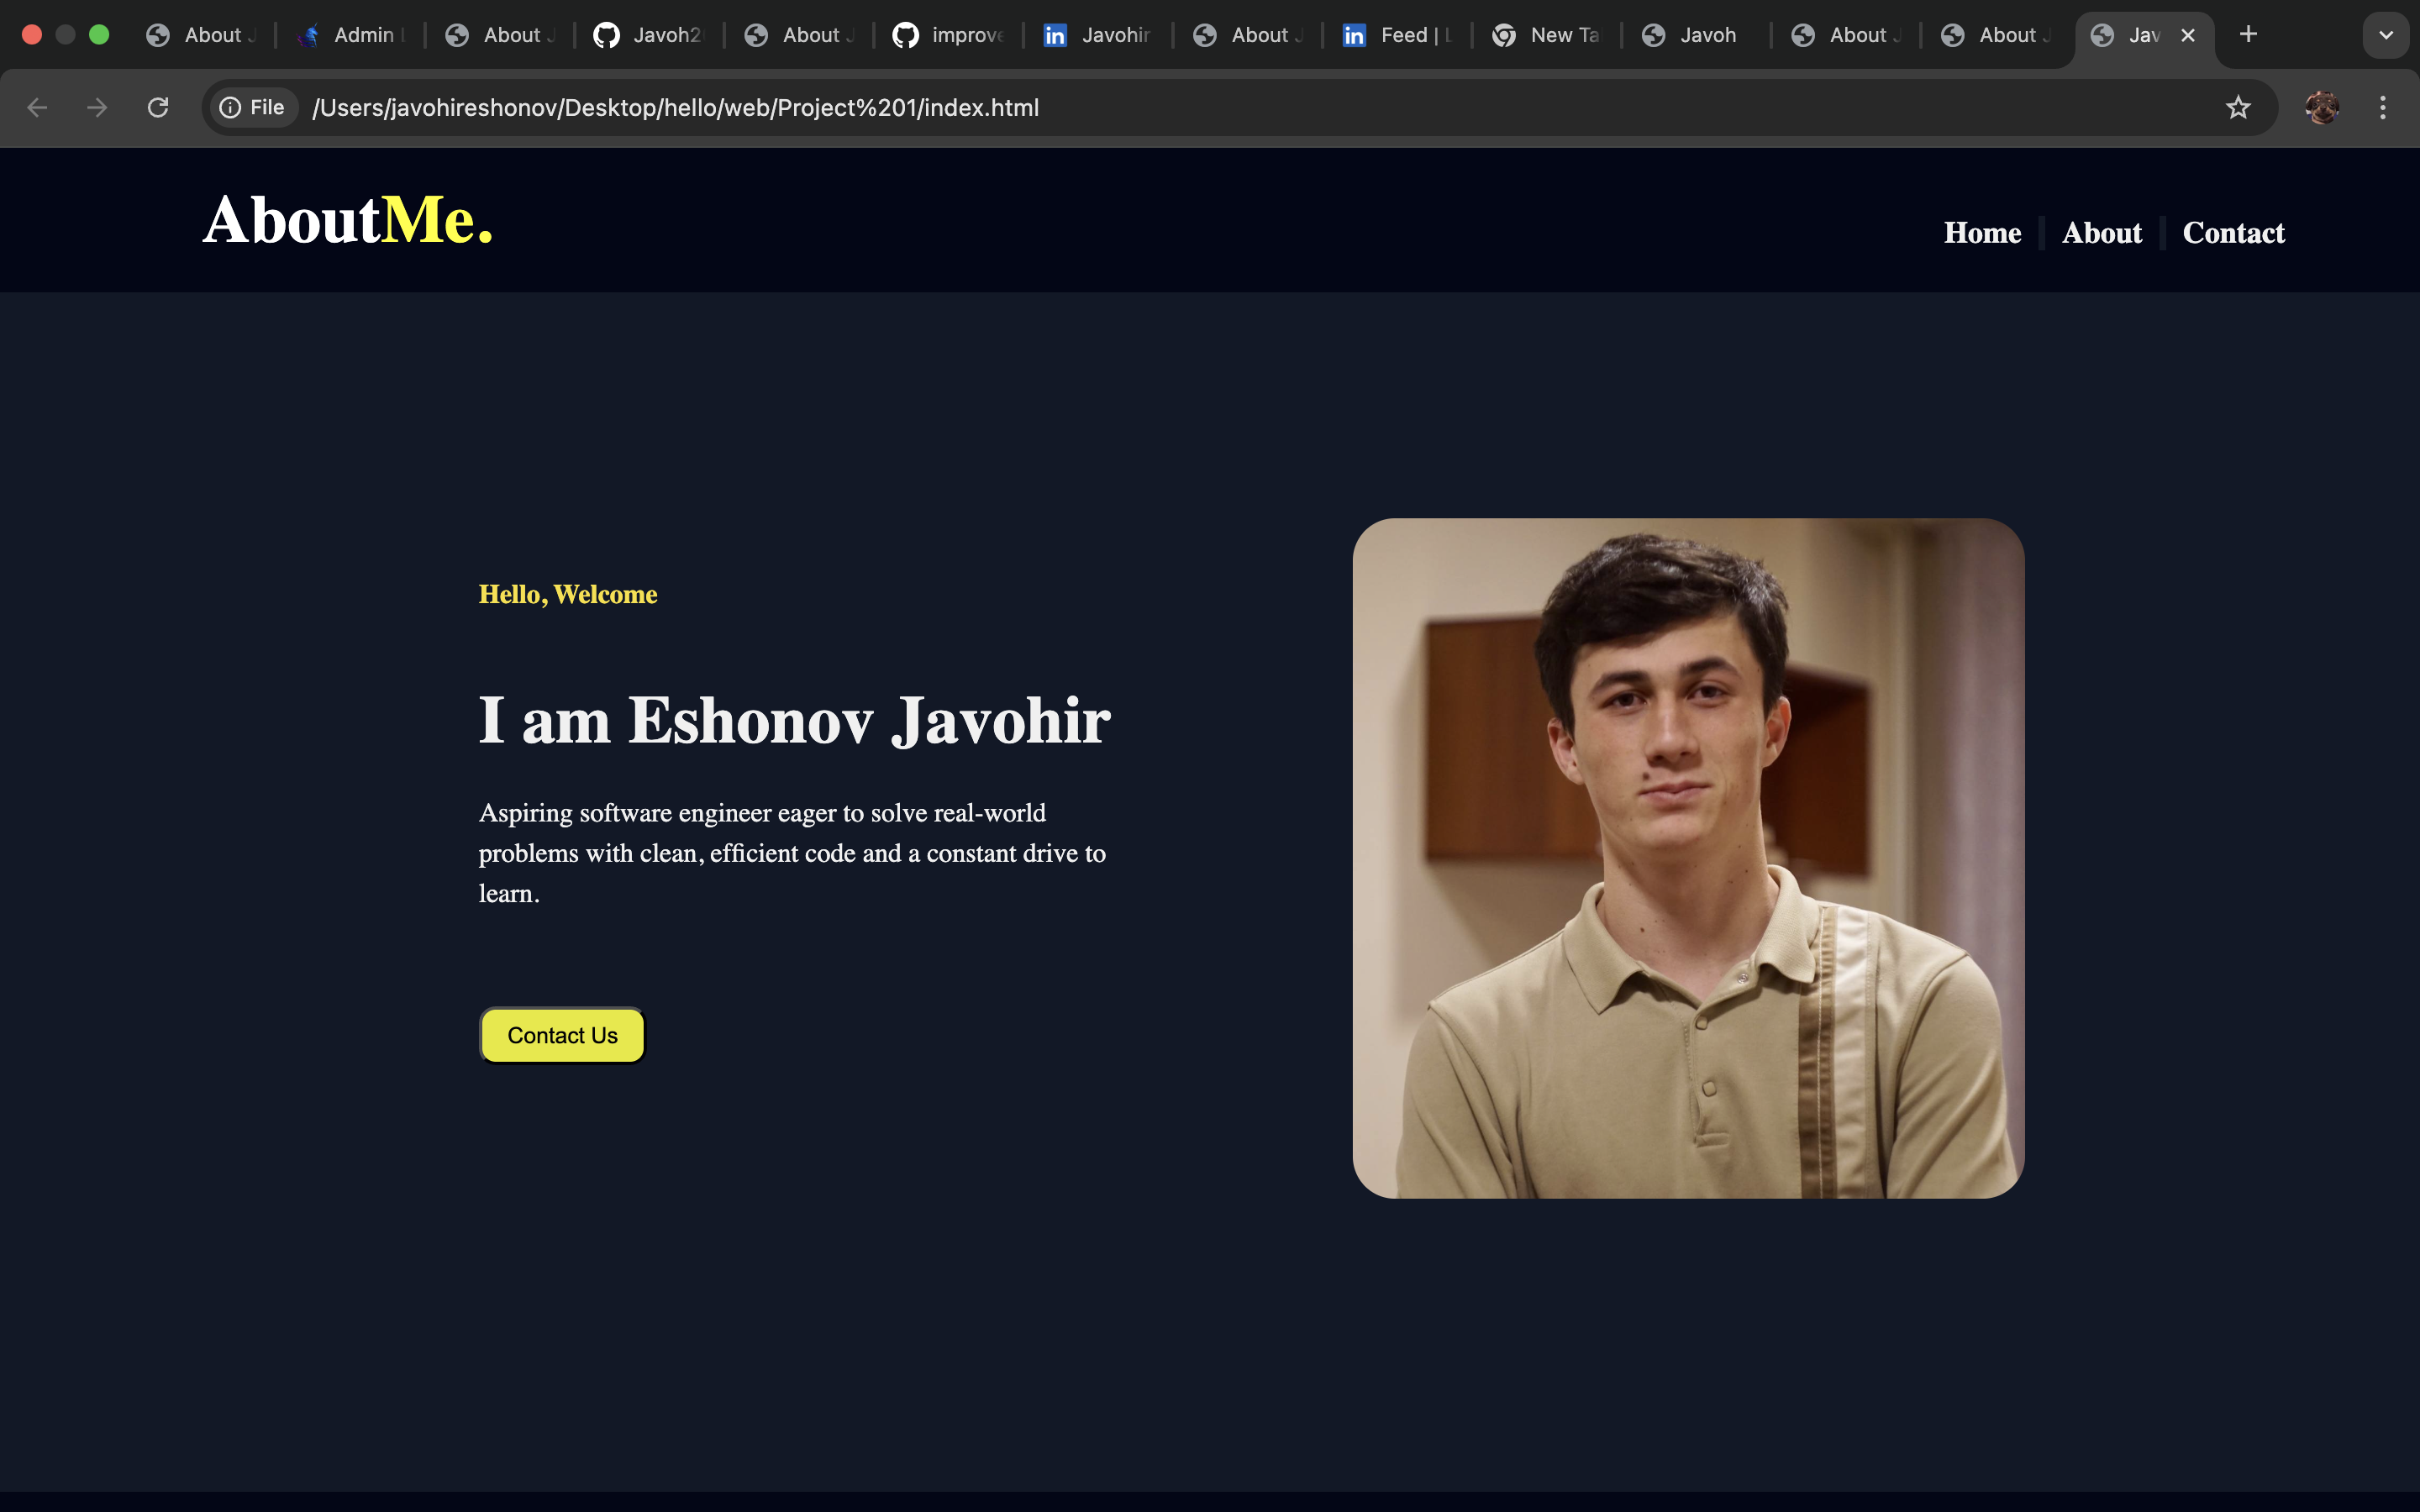 About J
Admin
About J
Javoh2
About J
improve
Javohir
About J
Feed |
New Ta
Javoh
About J
About J
Jav
File
/Users/javohireshonov/Desktop/hello/web/Project%201/index.html
AboutMe.
Home
About
Contact
Hello, Welcome
I am Eshonov Javohir
Aspiring software engineer eager to solve real-world
problems with clean, efficient code and a constant drive to
learn.
Contact Us